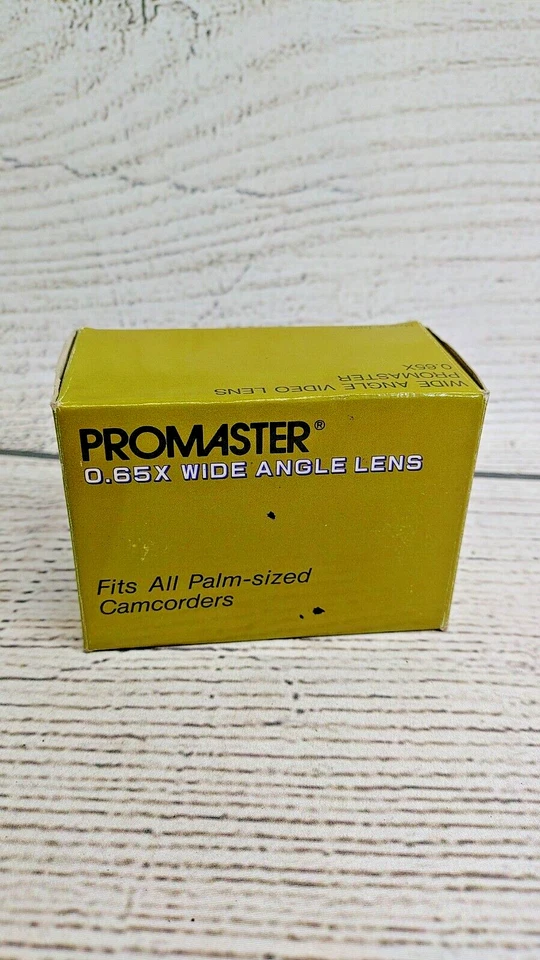 0.65X
PROMASTER
WIDE ANGLE VIDEO LENS
PROMASTER®
0.65X WIDE ANGLE LENS
Fits All Palm-sized
Camcorders